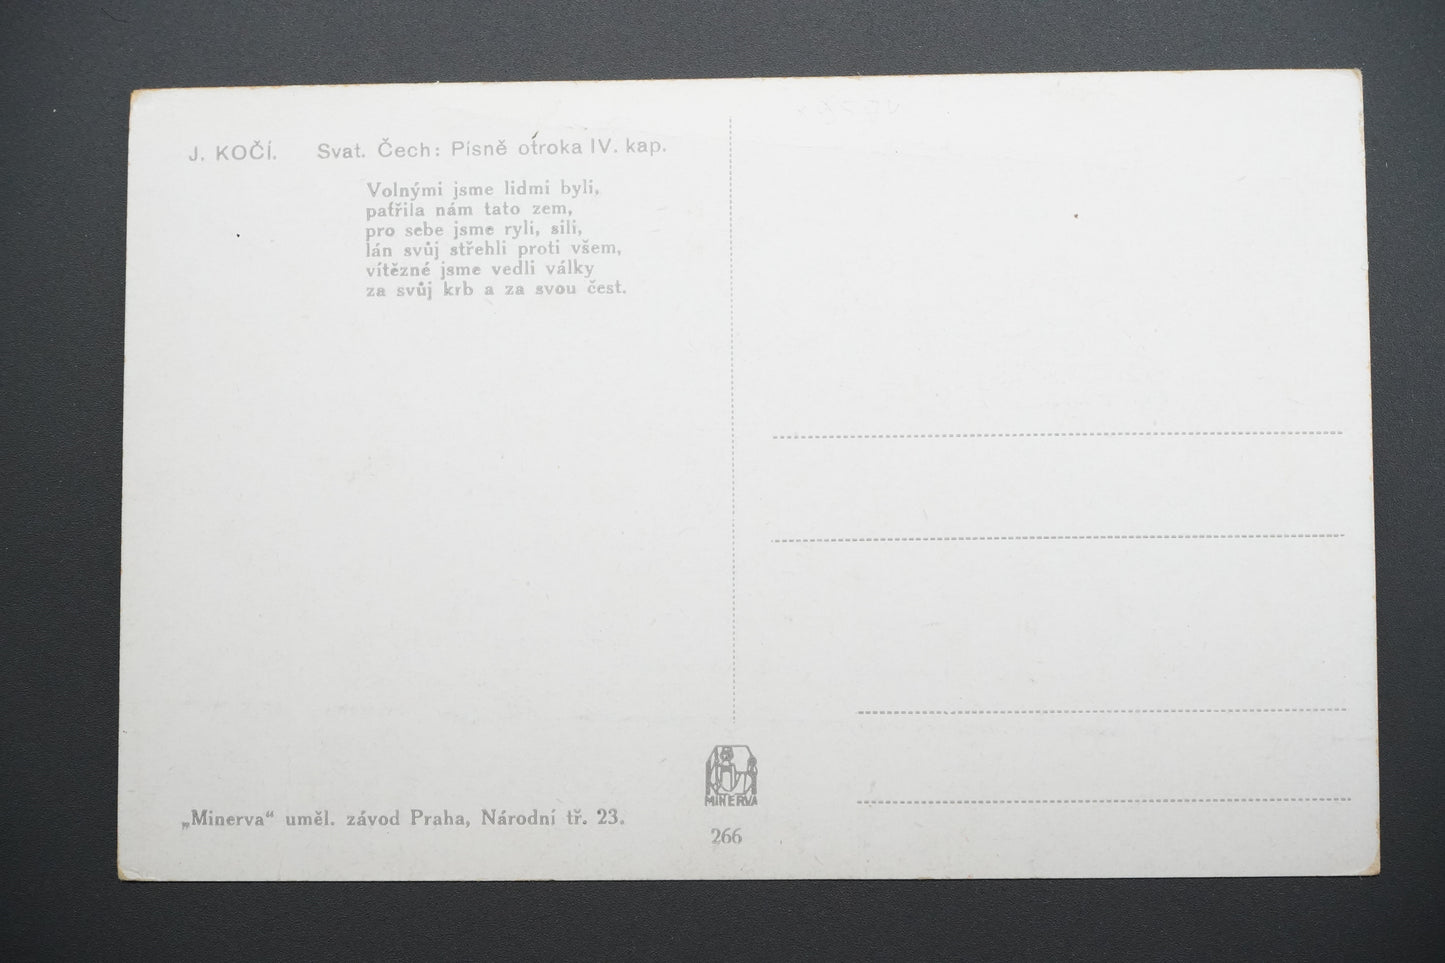 J. KOČÍ. Svat. Čech: Písně otroka IV. kap.
Volnými jsme lidmi byli,
patřila nám tato zem,
pro sebe jsme ryli, sili,
lán svůj střehli proti všem,
vítězné jsme vedli války
za svůj krb a za svou čest.
MINERVA
„Minerva“ uměl. závod Praha, Národní tř. 23.
266